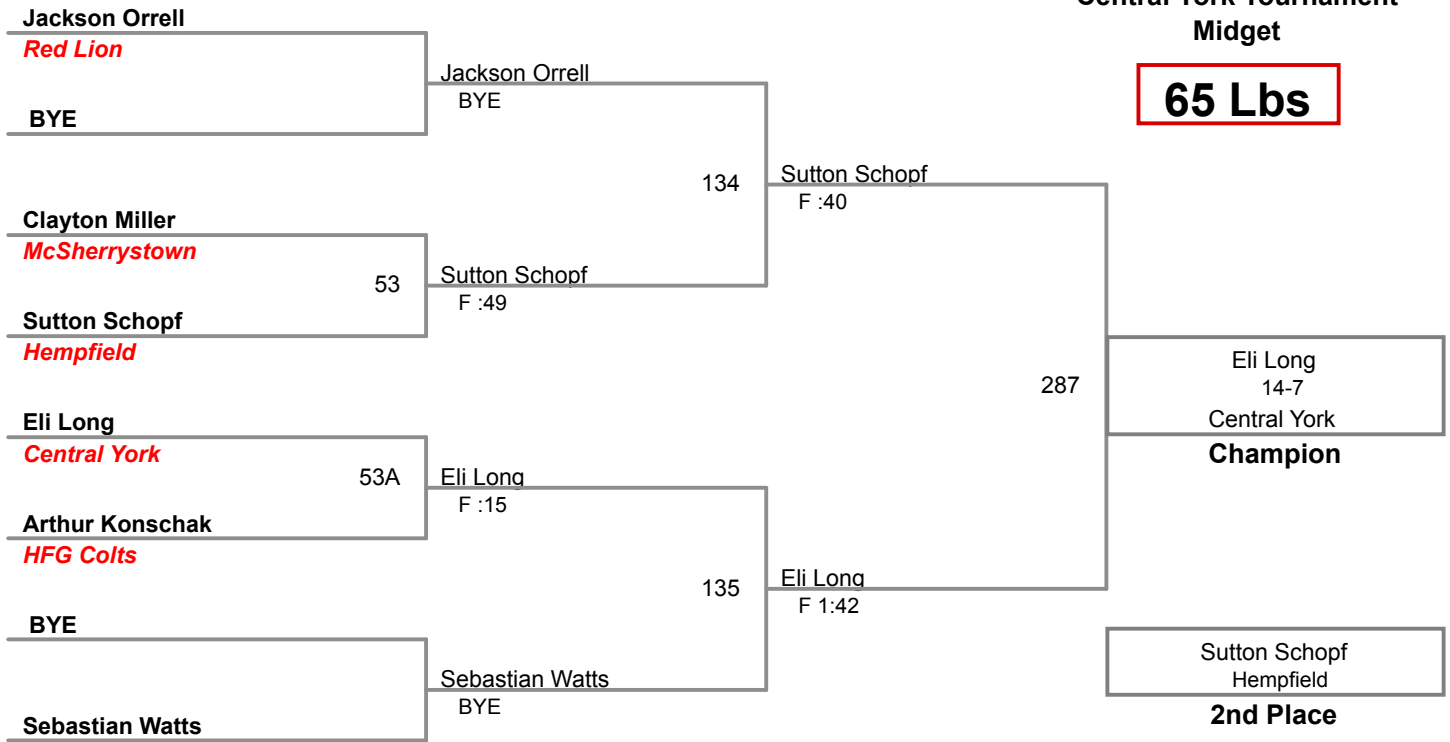 Central York Tournament
Midget
65 Lbs
Jackson Orrell
Red Lion
BYE
Clayton Miller
McSherrystown
53
Sutton Schopf
Hempfield
Eli Long
Central York
53A
Arthur Konschak
HFG Colts
BYE
Sebastian Watts
Jackson Orrell
BYE
134
Sutton Schopf
F :49
Eli Long
F :15
135
Sebastian Watts
BYE
Sutton Schopf
F :40
287
Eli Long
F 1:42
Eli Long
14-7
Central York
Champion
Sutton Schopf
Hempfield
2nd Place